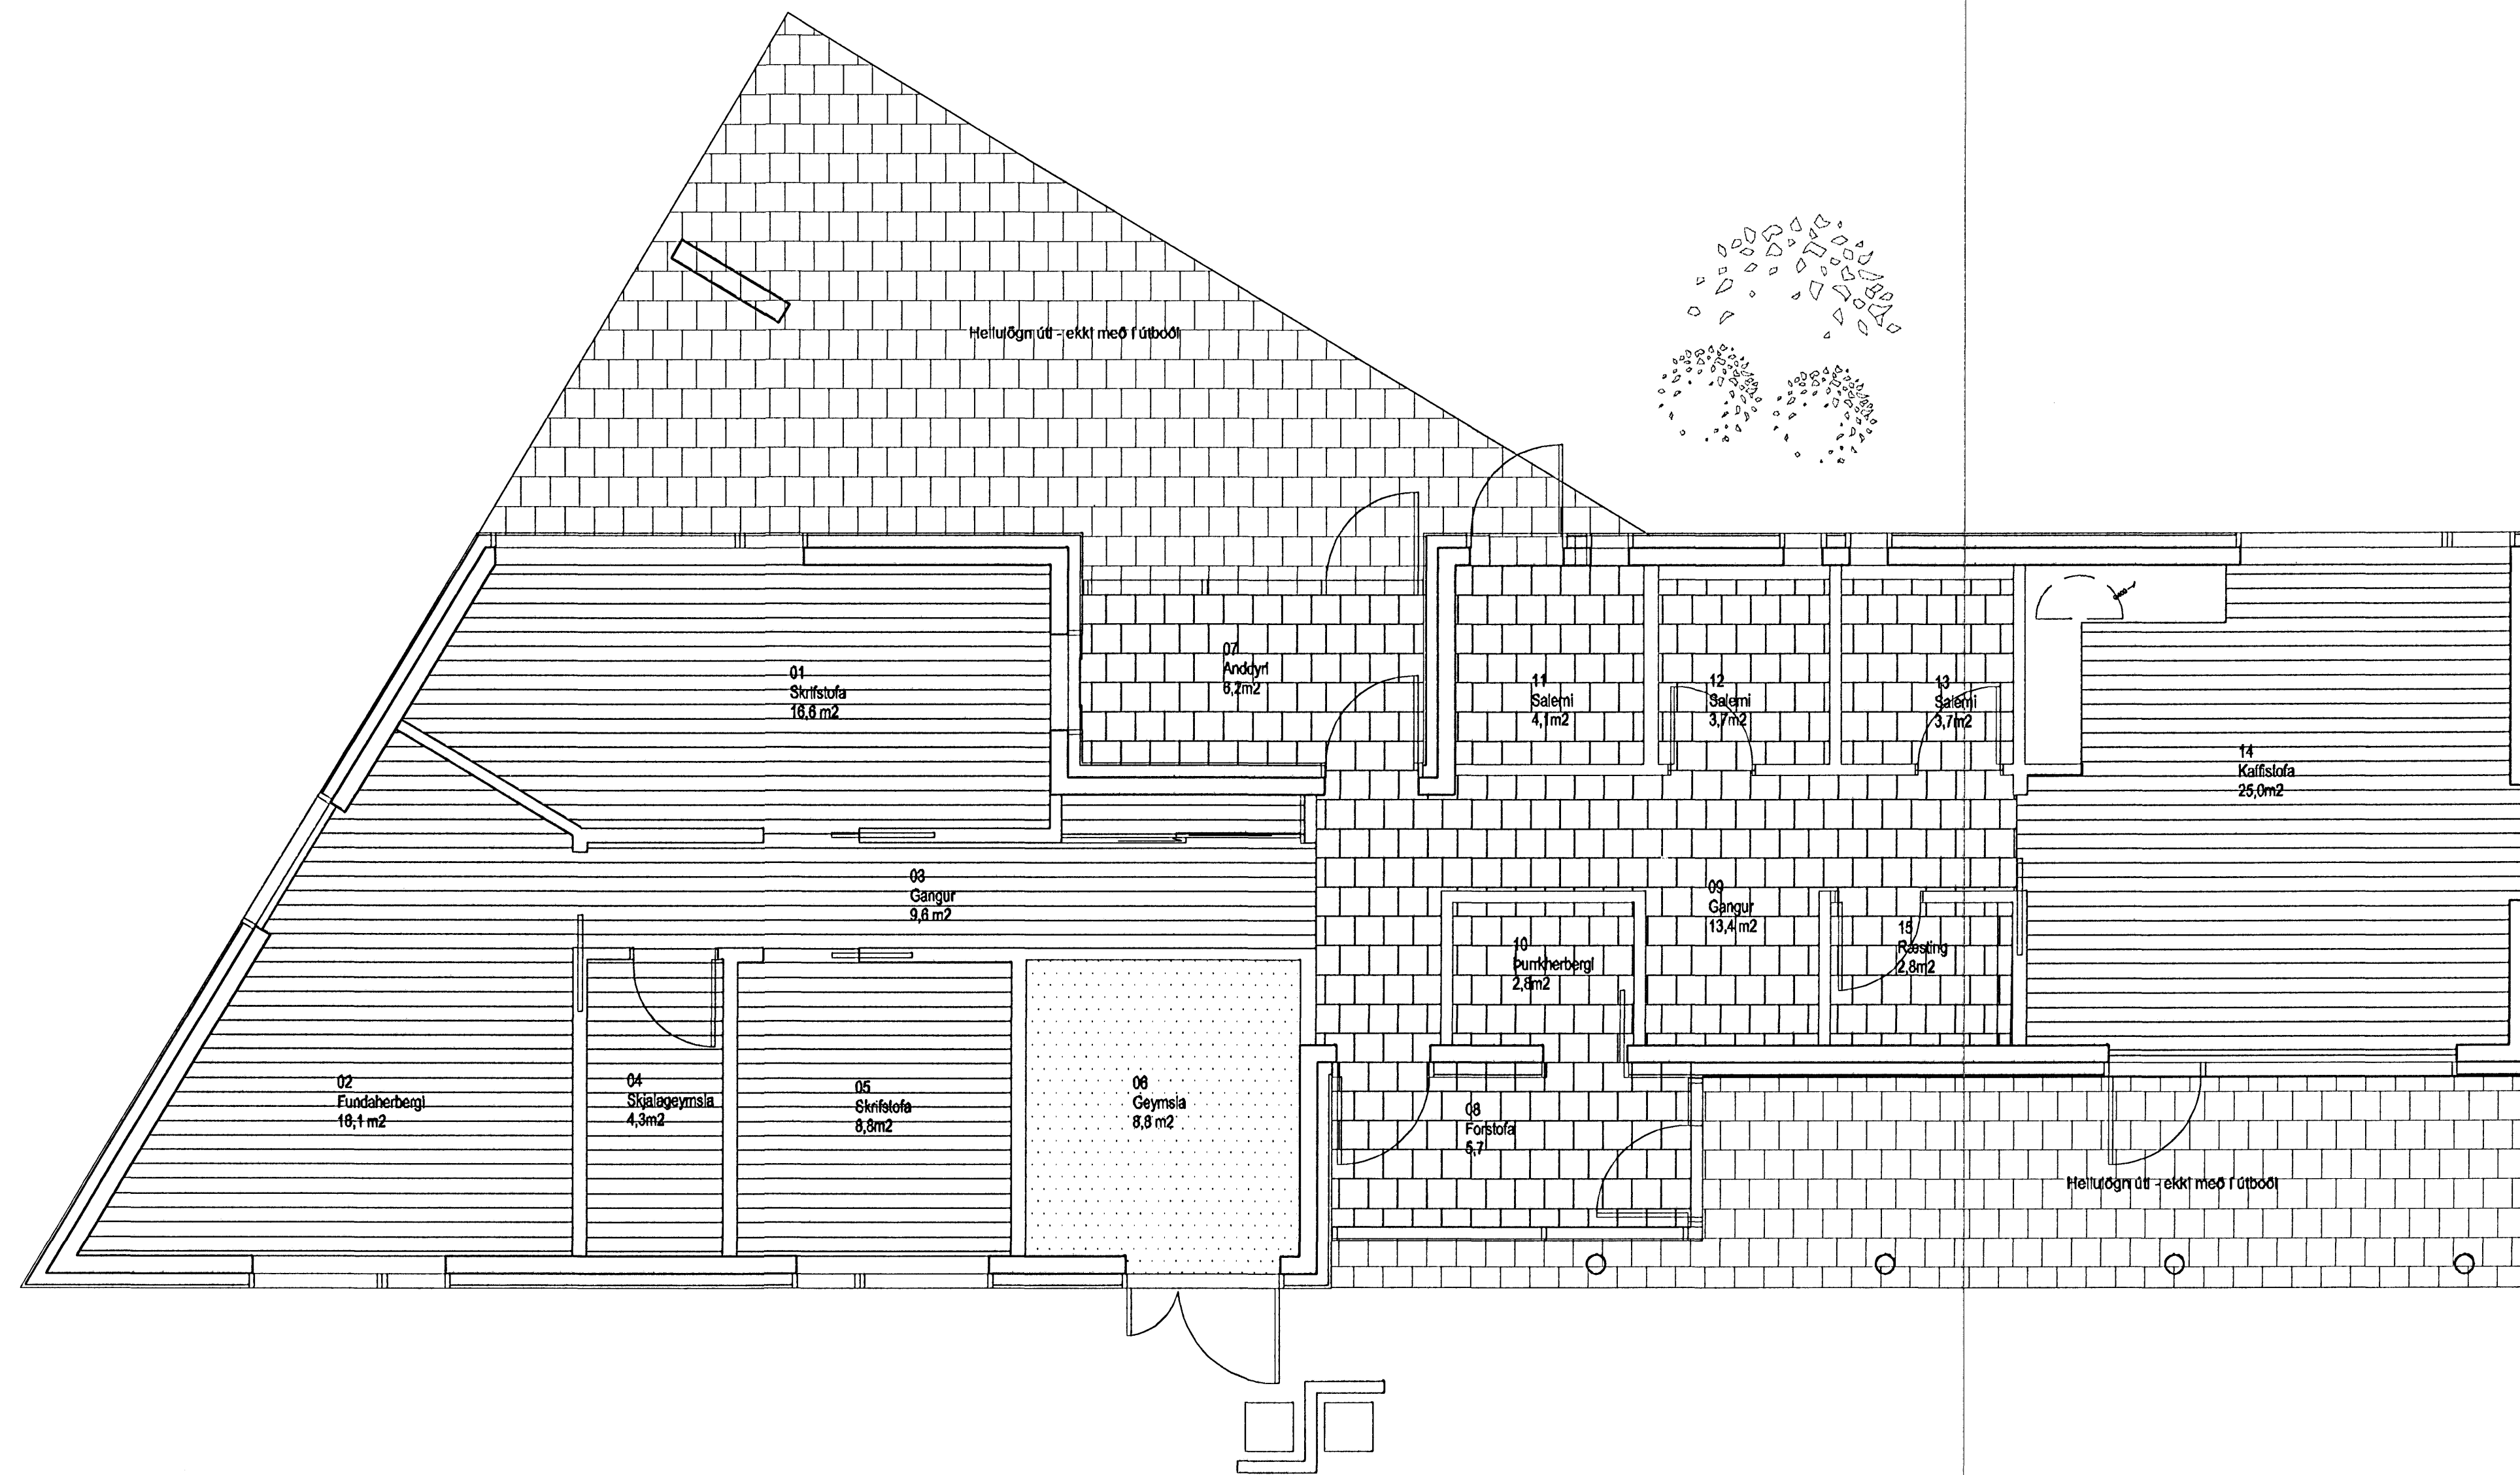 Hellulögn úti - ekki með í útboði
07
Anddyri
6,2m2
01
Skrifstofa
16,6 m2
11
Salerni
4,1m2
12
Salerni
3,7m2
13
Salerni
3,7m2
14
Kaffistofa
25,0m2
03
Gangur
9,6 m2
09
Gangur
13,4 m2
10
Þurrkherbergi
2,8m2
15
Ræsting
2,8m2
02
Fundaherbergi
18,1 m2
04
Skjalageymsla
4,3m2
05
Skrifstofa
8,8m2
06
Geymsla
8,8 m2
08
Forstofa
5,7
Hellulögn úti - ekki með í útboði